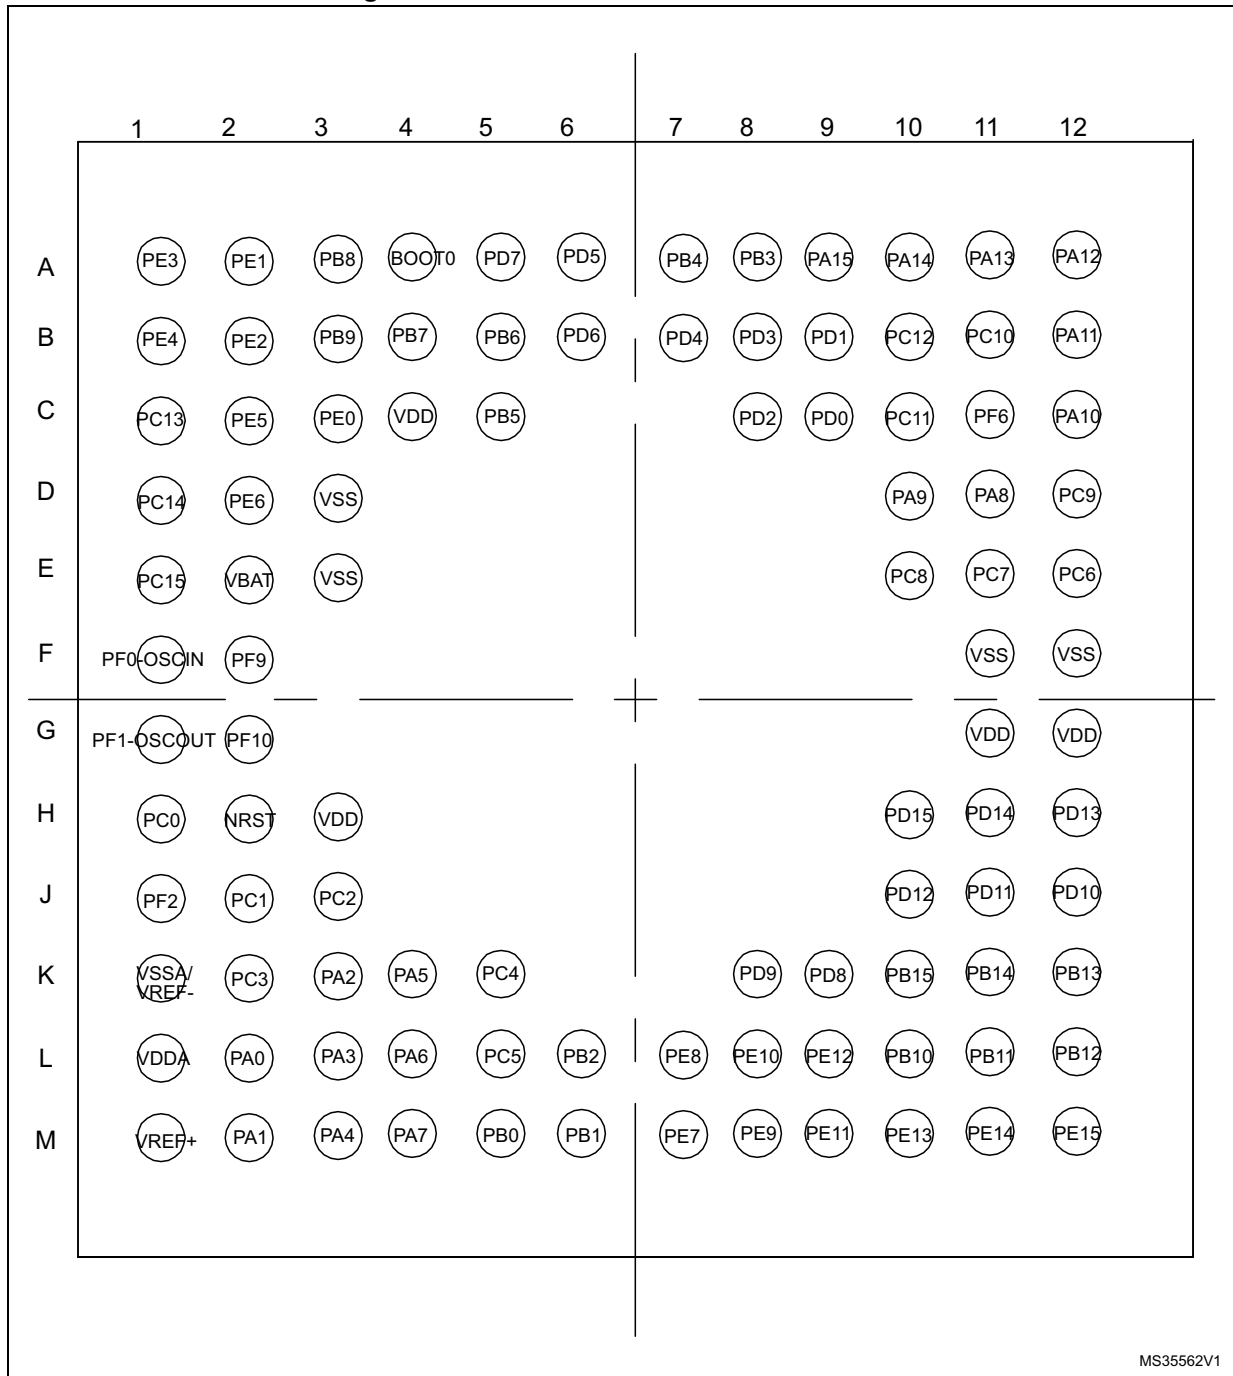 1 2 3 4 5 6 7 8 9 10 11 12
A PE3 PE1 PB8 BOOT0 PD7 PD5 PB4 PB3 PA15 PA14 PA13 PA12
B PE4 PE2 PB9 PB7 PB6 PD6 PD4 PD3 PD1 PC12 PC10 PA11
C PC13 PE5 PE0 VDD PB5 PD2 PD0 PC11 PF6 PA10
D PC14 PE6 VSS PA9 PA8 PC9
E PC15 VBAT VSS PC8 PC7 PC6
F PF0-OSCIN PF9 VSS VSS
G PF1-OSCOUT PF10 VDD VDD
H PC0 NRST VDD PD15 PD14 PD13
J PF2 PC1 PC2 PD12 PD11 PD10
K VSSA/ PC3 PA2 PA5 PC4 PD9 PD8 PB15 PB14 PB13
VREF-
L VDDA PA0 PA3 PA6 PC5 PB2 PE8 PE10 PE12 PB10 PB11 PB12
M VREF+ PA1 PA4 PA7 PB0 PB1 PE7 PE9 PE11 PE13 PE14 PE15
MS35562V1